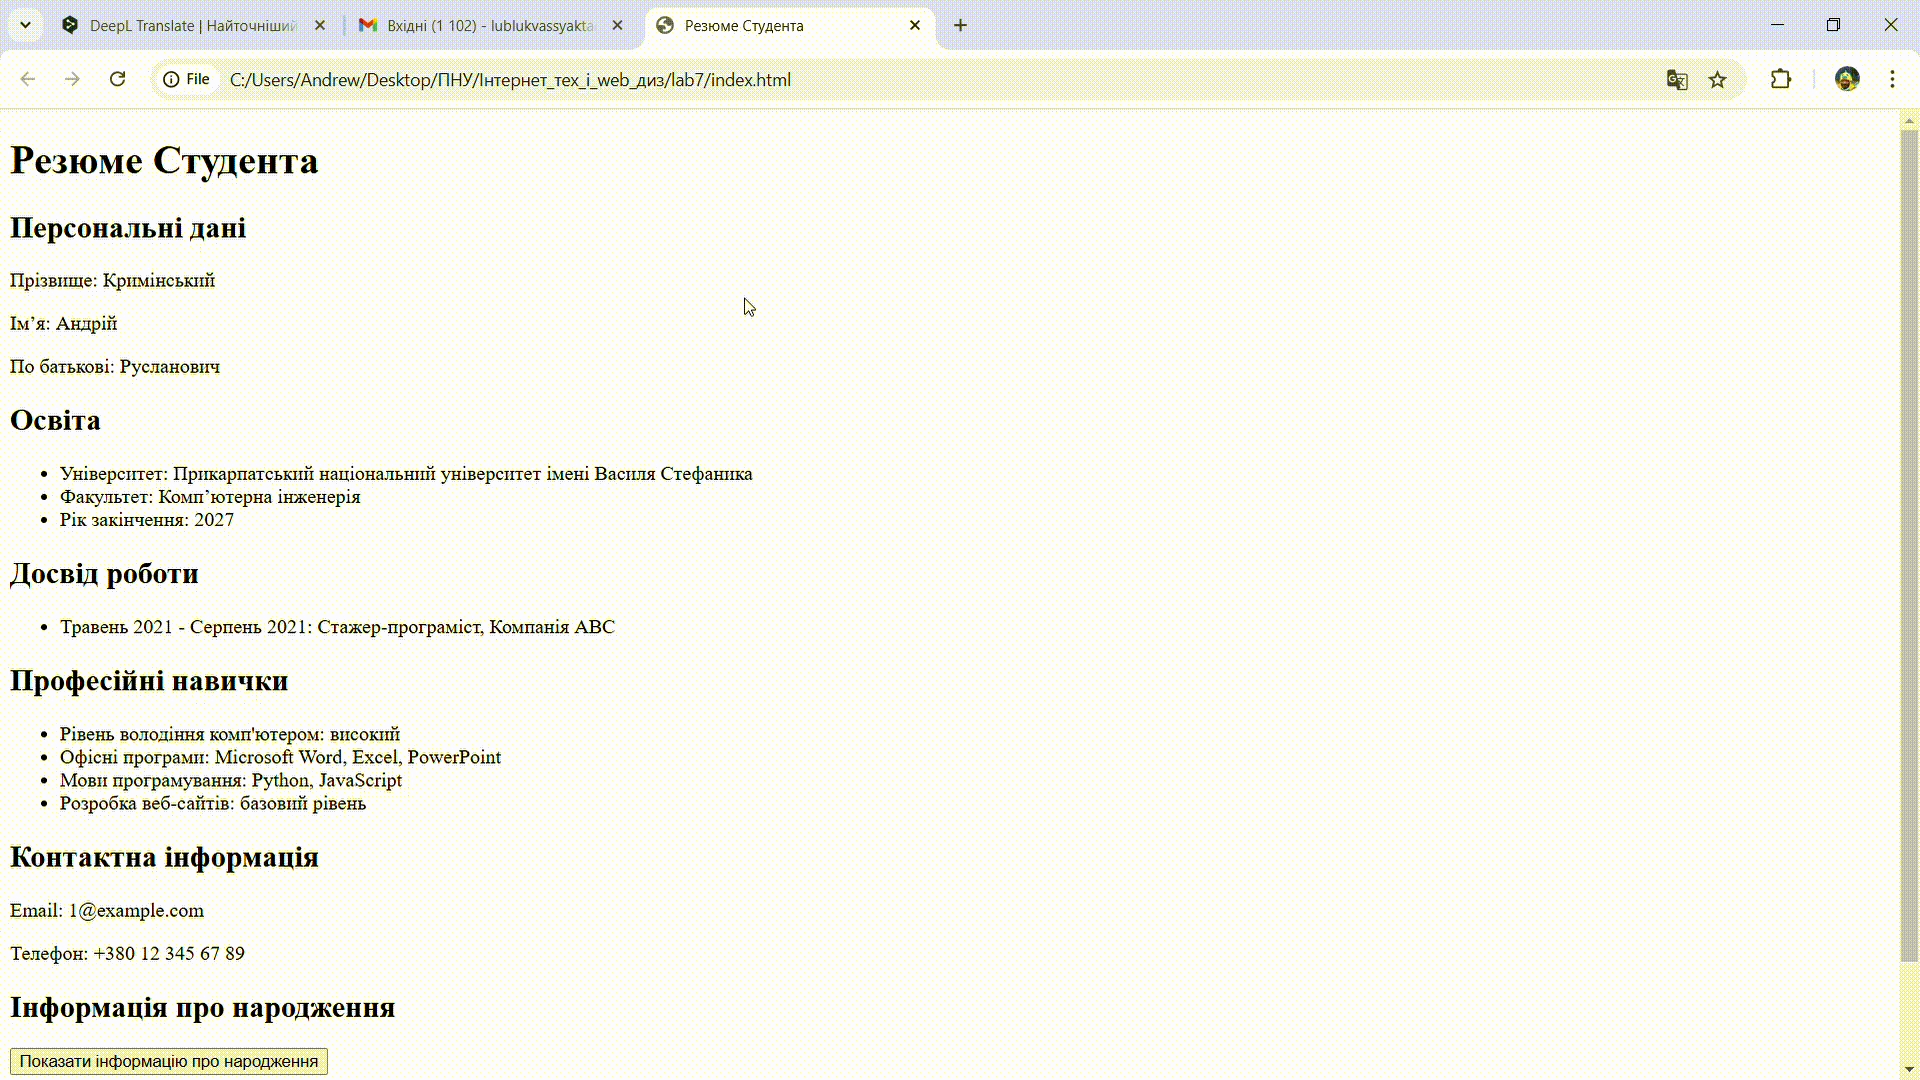 DeepL Translate | Найточніший
Вхідні (1 102) - lublukvassyakta
Резюме Студента
File
C:/Users/Andrew/Desktop/ПНУ/Інтернет_тех_і_web_диз/lab7/index.html
Резюме Студента
Персональні дані
Прізвище: Кримінський
Ім’я: Андрій
По батькові: Русланович
Освіта
• Університет: Прикарпатський національний університет імені Василя Стефаника
• Факультет: Комп’ютерна інженерія
• Рік закінчення: 2027
Досвід роботи
• Травень 2021 - Серпень 2021: Стажер-програміст, Компанія ABC
Професійні навички
• Рівень володіння комп'ютером: високий
• Офісні програми: Microsoft Word, Excel, PowerPoint
• Мови програмування: Python, JavaScript
• Розробка веб-сайтів: базовий рівень
Контактна інформація
Email: 1@example.com
Телефон: +380 12 345 67 89
Інформація про народження
Показати інформацію про народження